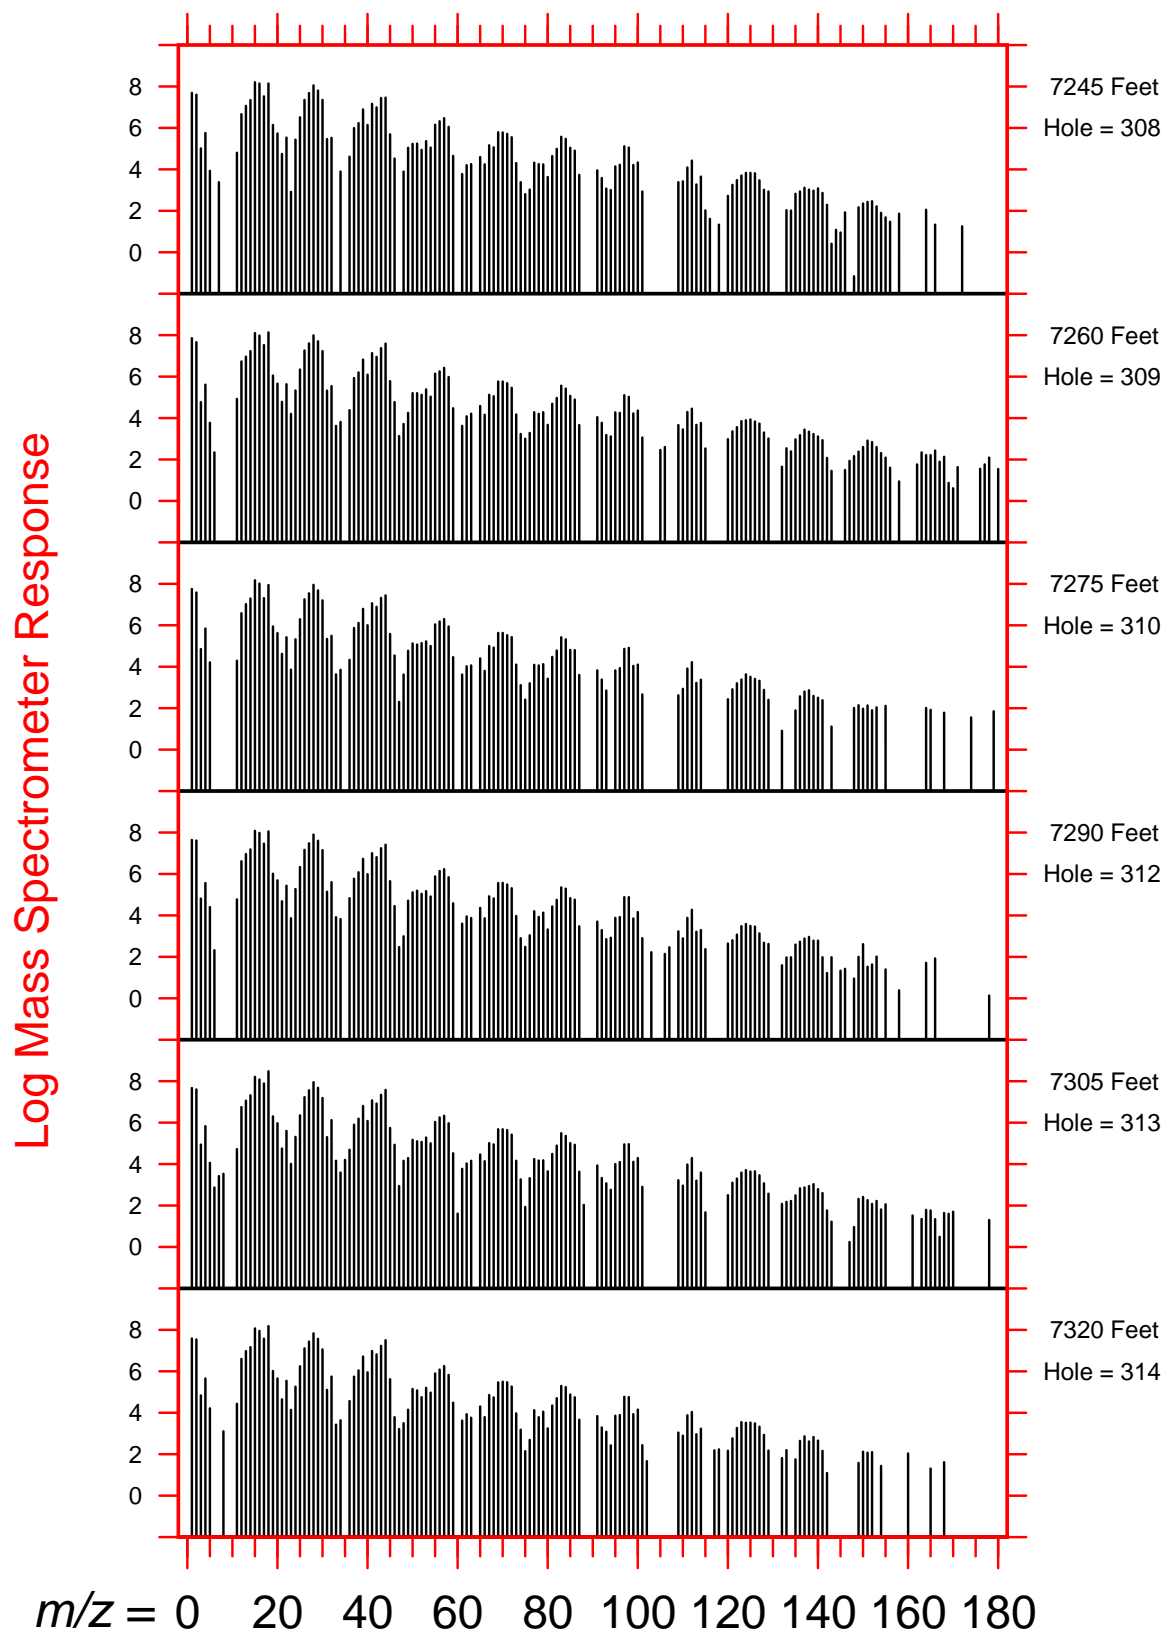 8 7245 Feet
6 Hole = 308
4
2
0
8 7260 Feet
6 Hole = 309
4
2
0
8 7275 Feet
6 Hole = 310
4
2
0
8 7290 Feet
6 Hole = 312
4
2
0
8 7305 Feet
6 Hole = 313
4
2
0
8 7320 Feet
6 Hole = 314
4
2
0
Log Mass Spectrometer Response
m/z = 0 20 40 60 80 100 120 140 160 180